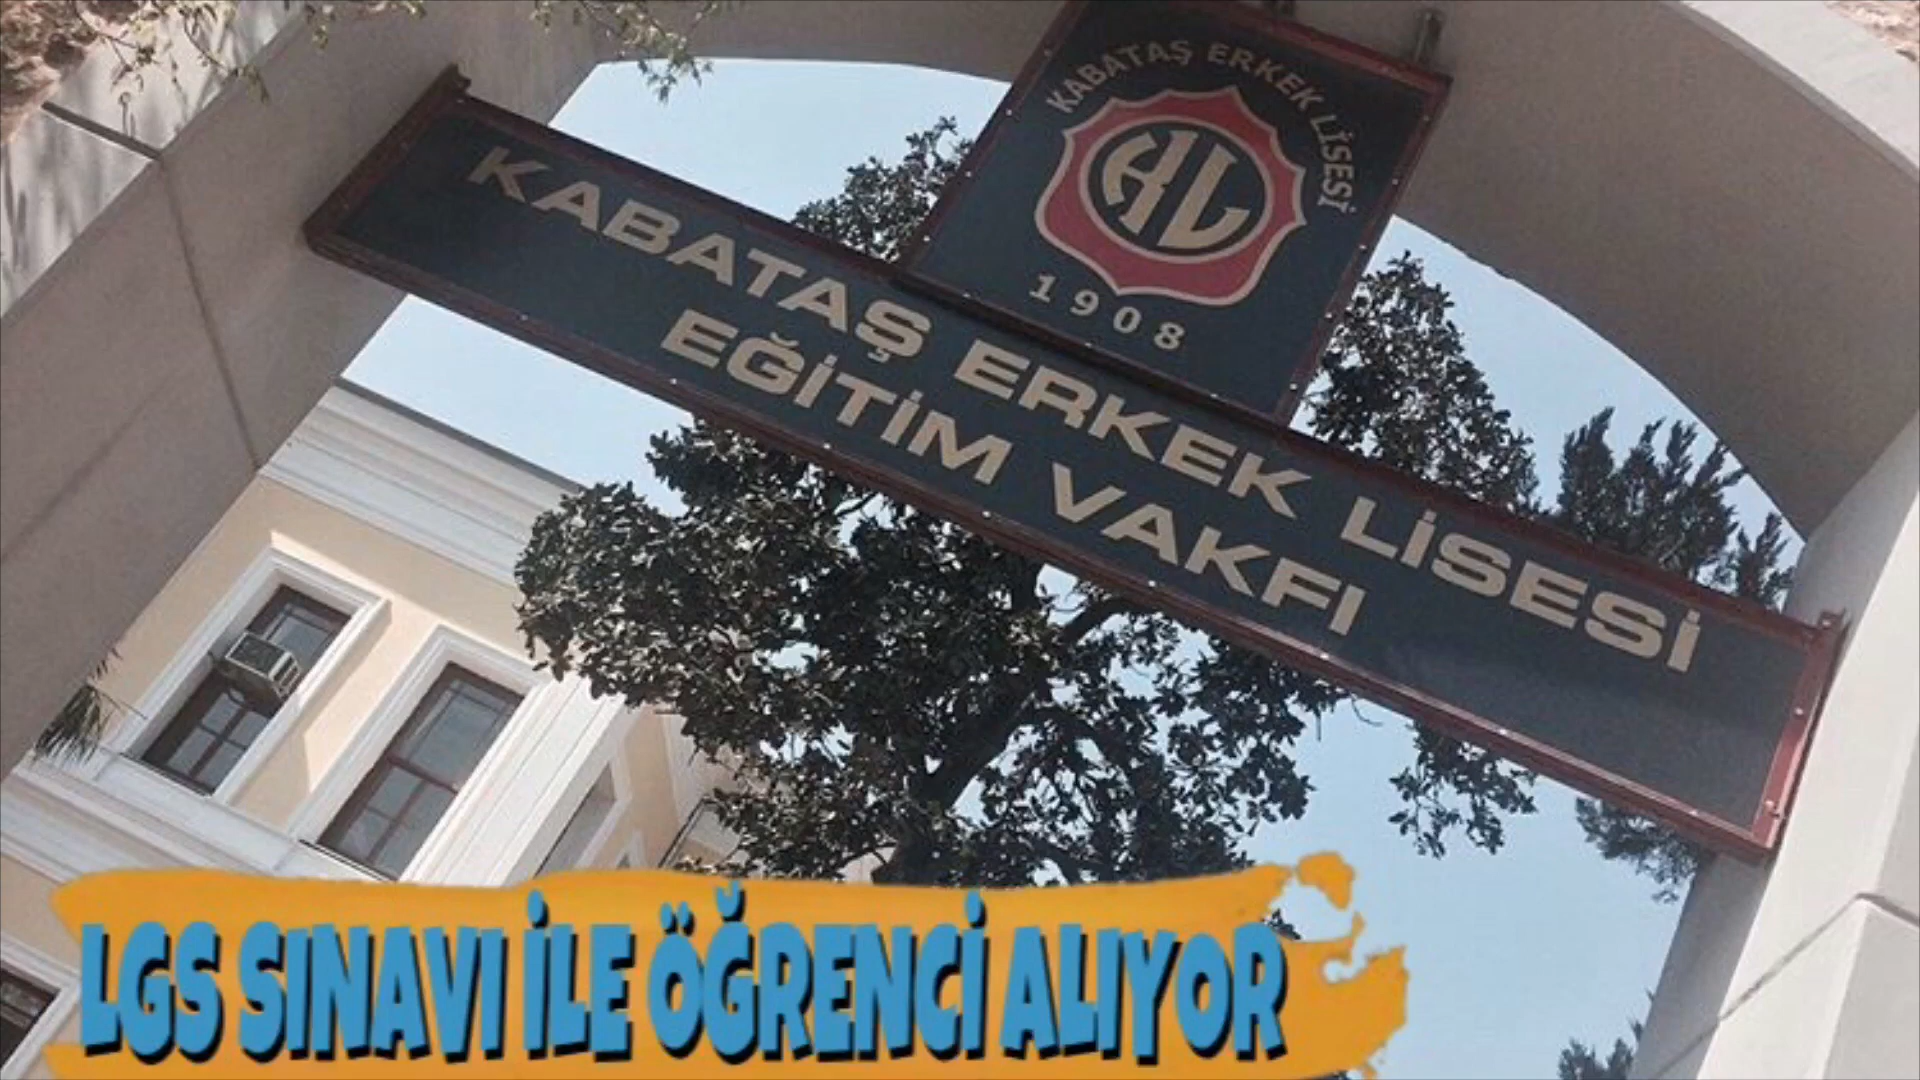 KABATAŞ ERKEK LİSESİ
KL
1908
KABATAŞ ERKEK LİSESİ
EĞİTİM VAKFI
LGS SINAVI İLE ÖĞRENCİ ALIYOR